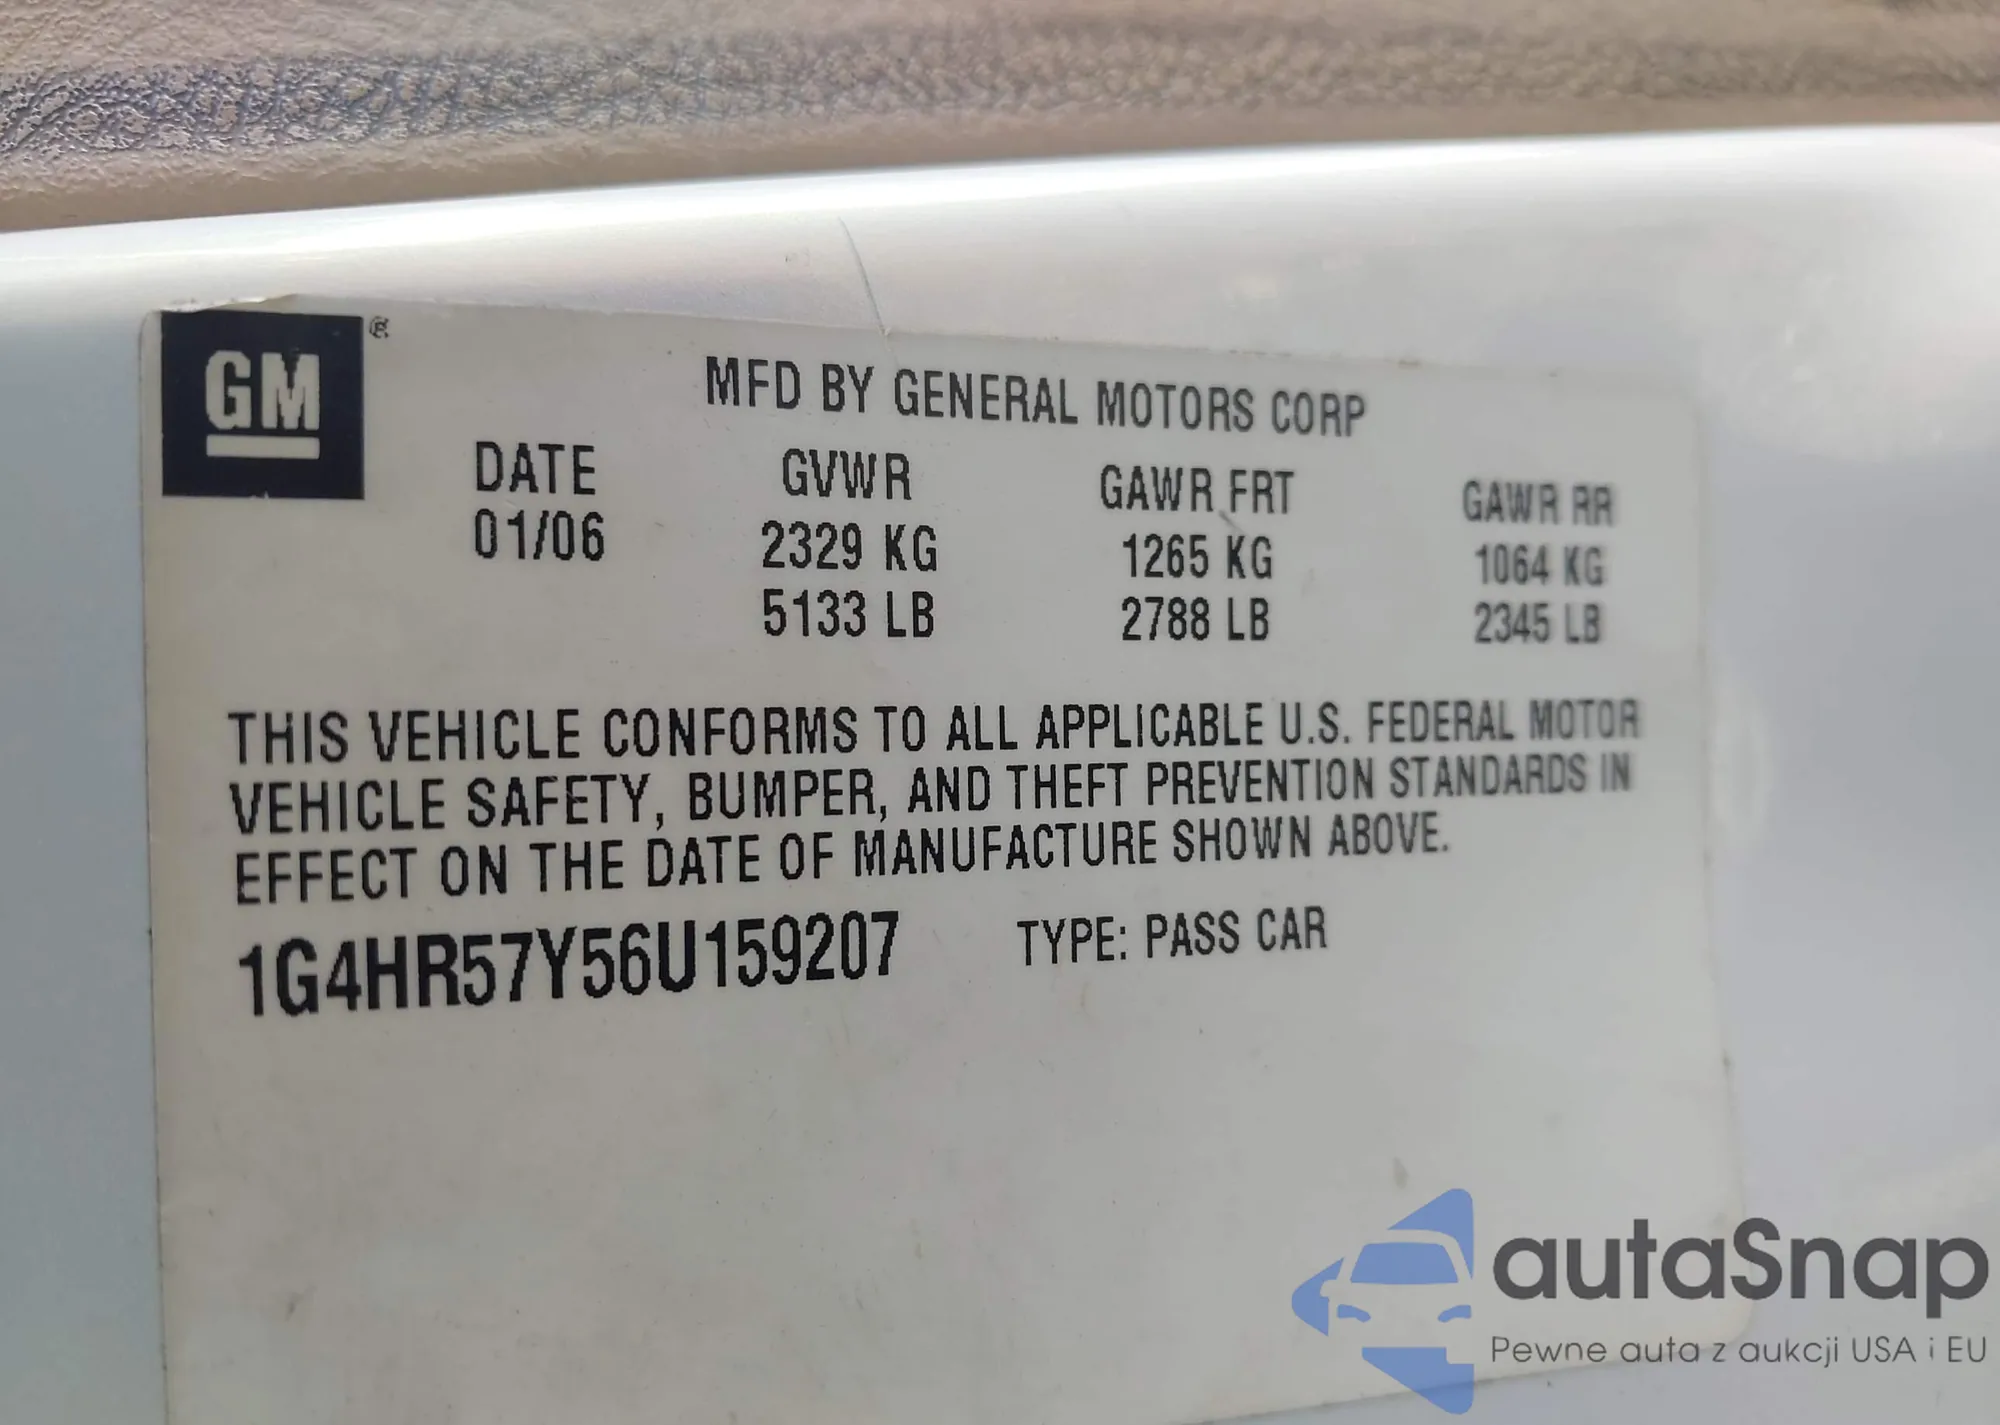 GM ®
MFD BY GENERAL MOTORS CORP
DATE GVWR GAWR FRT GAWR RR
01/06 2329 KG 1265 KG 1064 KG
5133 LB 2788 LB 2345 LB
THIS VEHICLE CONFORMS TO ALL APPLICABLE U.S. FEDERAL MOTOR
VEHICLE SAFETY, BUMPER, AND THEFT PREVENTION STANDARDS IN
EFFECT ON THE DATE OF MANUFACTURE SHOWN ABOVE.
1G4HR57Y56U159207 TYPE: PASS CAR
autaSnap
Pewne auta z aukcji USA i EU